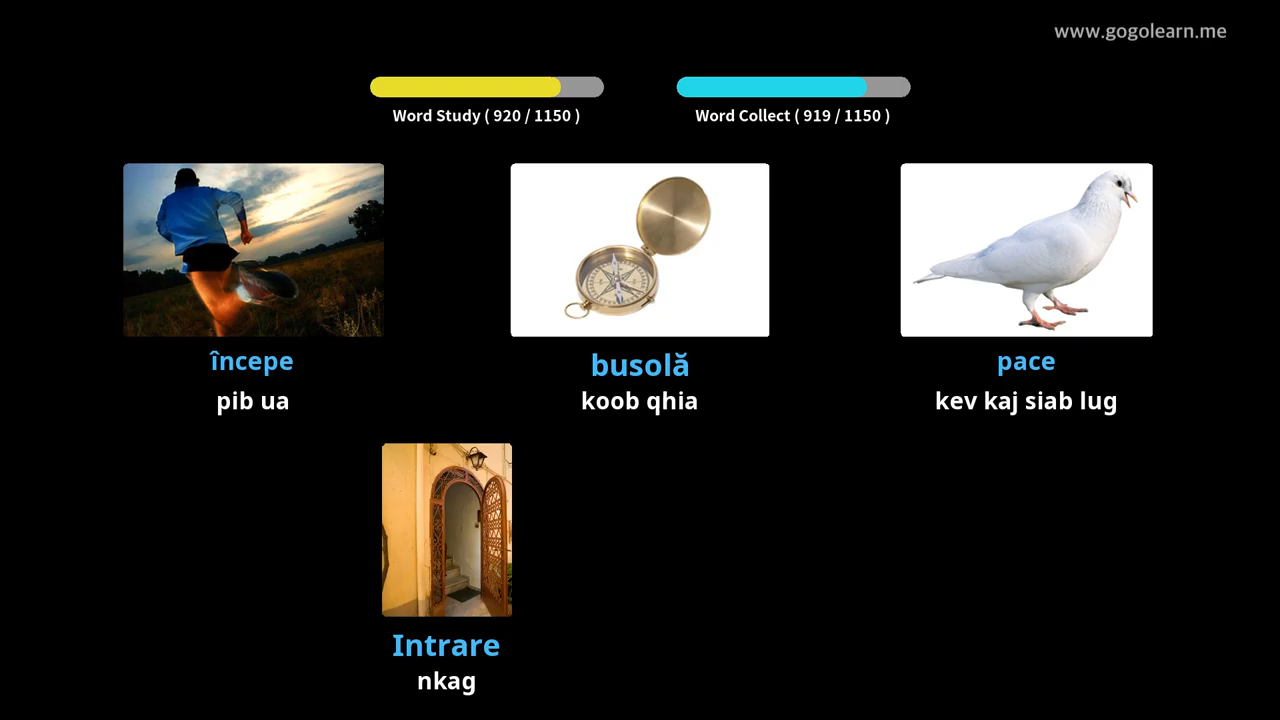 www.gogolearn.me
Word Study ( 920 / 1150 )
Word Collect ( 919 / 1150 )
începe
busolă
pace
pib ua
koob qhia
kev kaj siab lug
Intrare
nkag